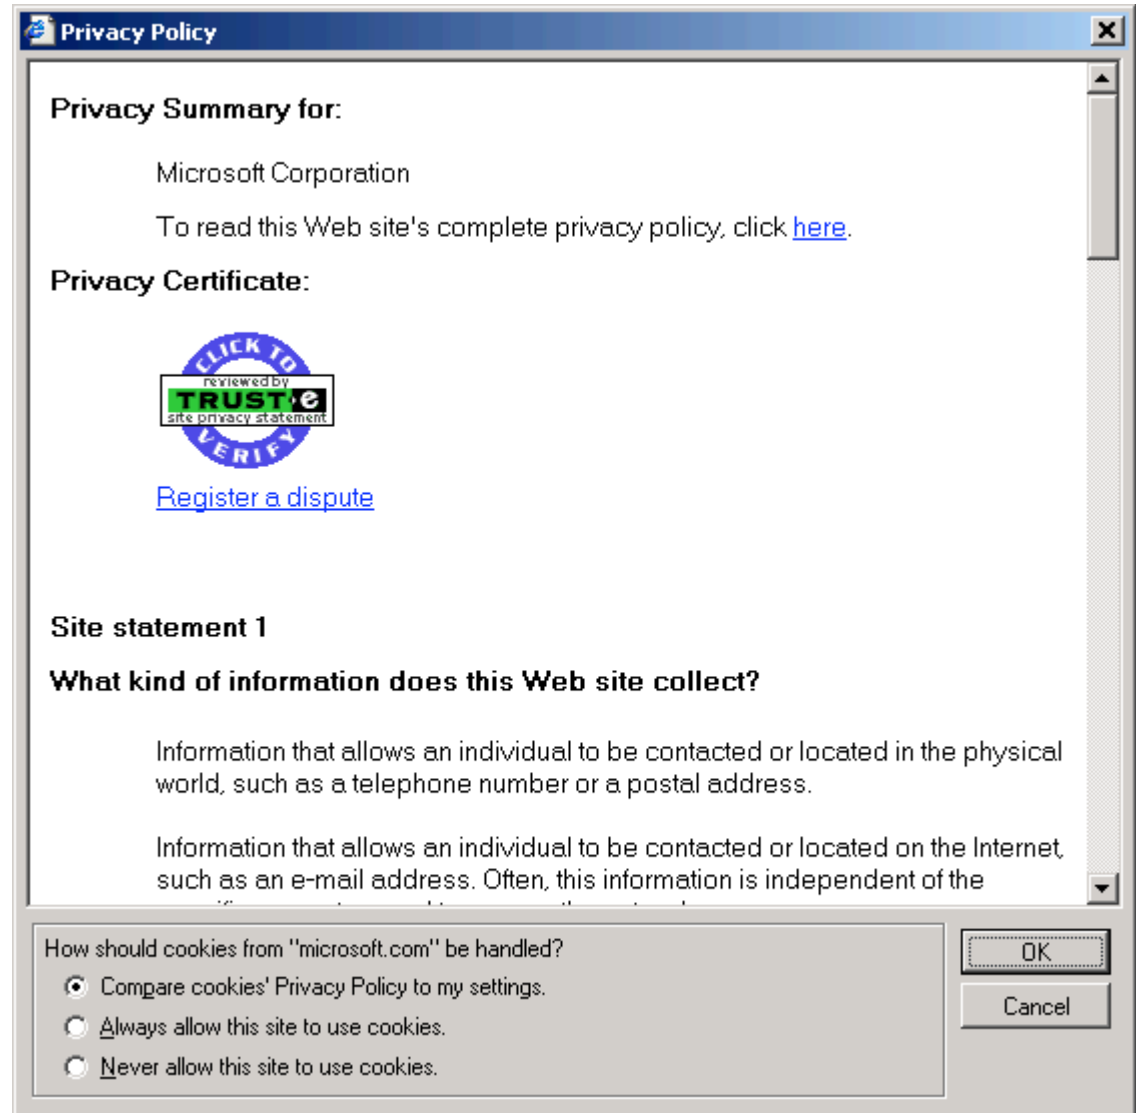 Privacy Policy
Privacy Summary for:
Microsoft Corporation
To read this Web site's complete privacy policy, click here.
Privacy Certificate:
CLICK TO
reviewed by
TRUST·e
site privacy statement
VERIFY
Register a dispute
Site statement 1
What kind of information does this Web site collect?
Information that allows an individual to be contacted or located in the physical
world, such as a telephone number or a postal address.
Information that allows an individual to be contacted or located on the Internet,
such as an e-mail address. Often, this information is independent of the
How should cookies from "microsoft.com" be handled?
Compare cookies' Privacy Policy to my settings.
Always allow this site to use cookies.
Never allow this site to use cookies.
OK
Cancel